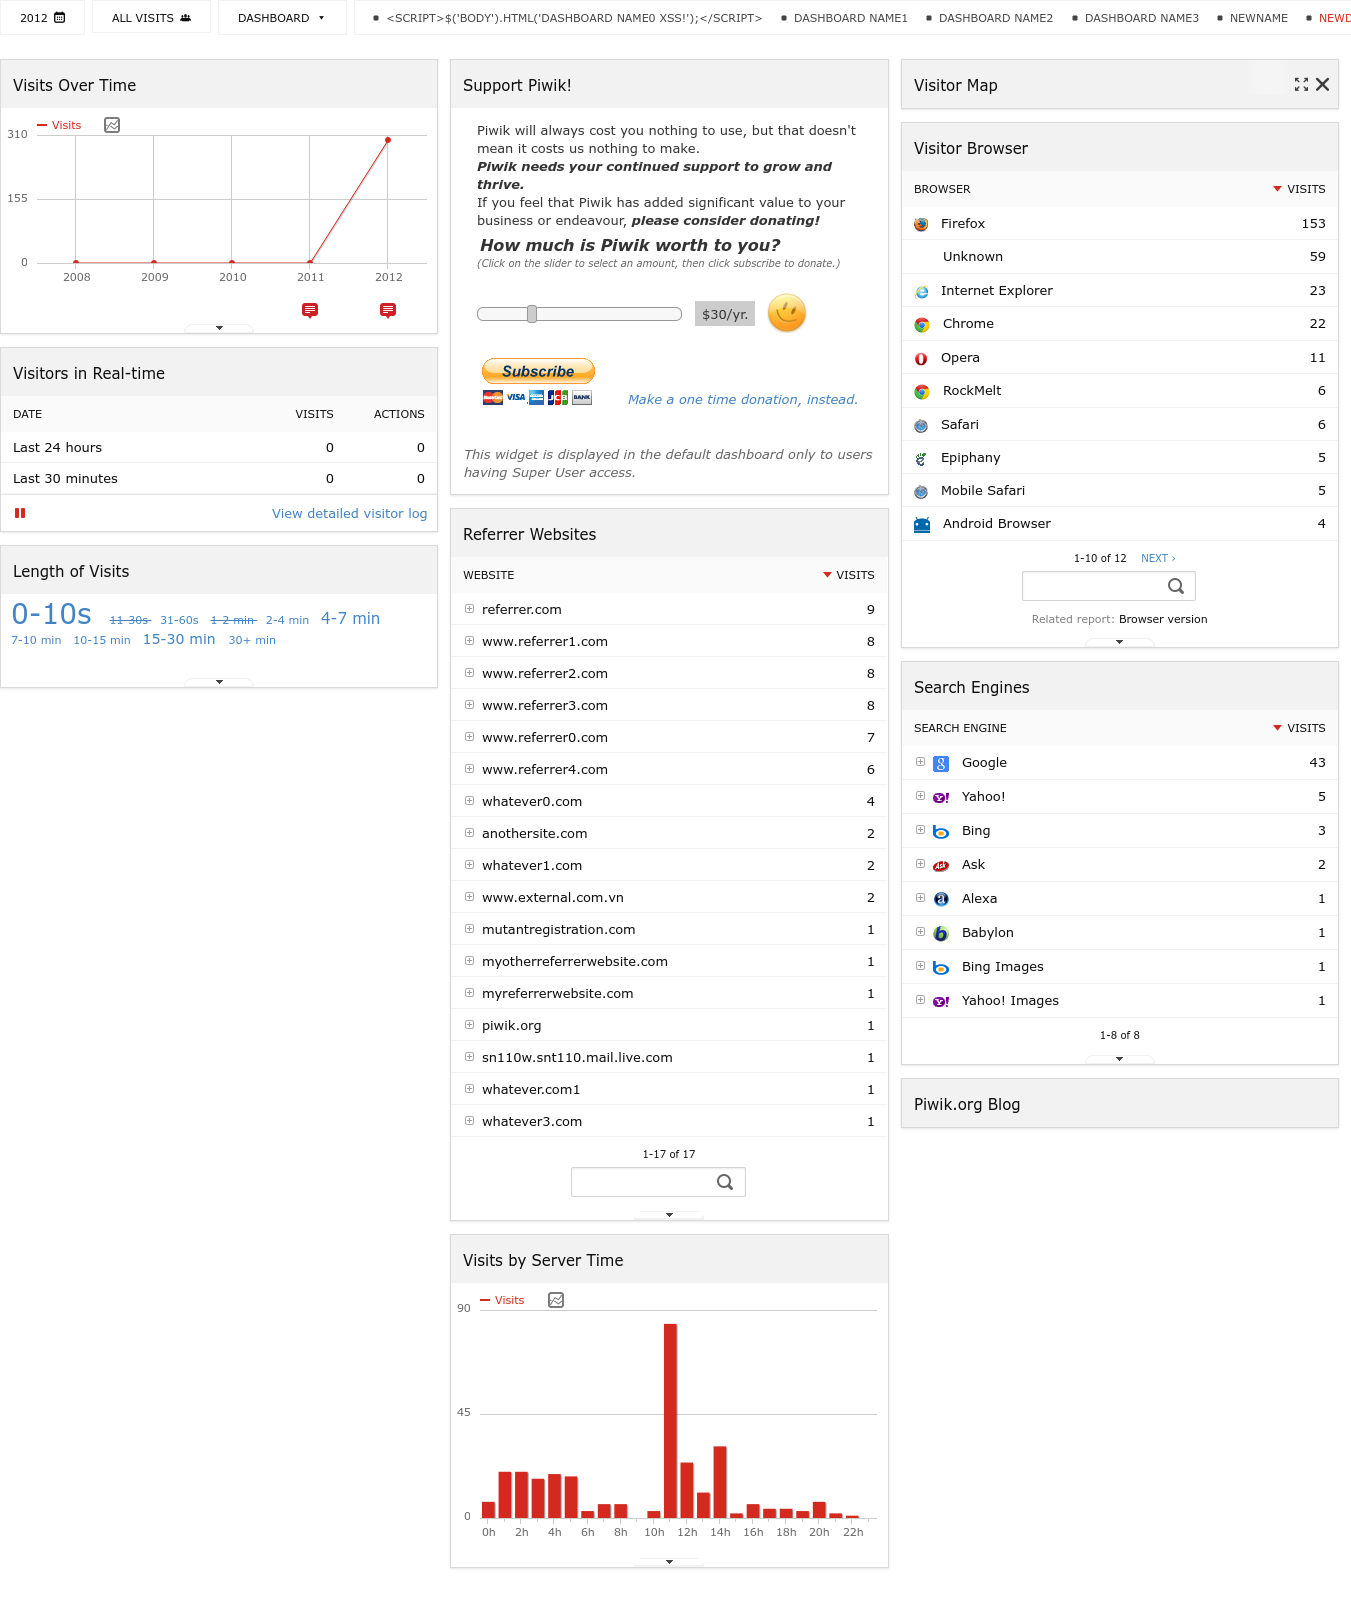 2012
ALL VISITS
DASHBOARD
<SCRIPT>$('BODY').HTML('DASHBOARD NAME0 XSS!');</SCRIPT>
DASHBOARD NAME1
DASHBOARD NAME2
DASHBOARD NAME3
NEWNAME
NEWD
Visits Over Time
Visits
310
155
0
2008 2009 2010 2011 2012
Visitors in Real-time
DATE VISITS ACTIONS
Last 24 hours 0 0
Last 30 minutes 0 0
View detailed visitor log
Length of Visits
0-10s 11-30s 31-60s 1-2 min 2-4 min 4-7 min
7-10 min 10-15 min 15-30 min 30+ min
Support Piwik!
Piwik will always cost you nothing to use, but that doesn't
mean it costs us nothing to make.
Piwik needs your continued support to grow and
thrive.
If you feel that Piwik has added significant value to your
business or endeavour, please consider donating!
How much is Piwik worth to you?
(Click on the slider to select an amount, then click subscribe to donate.)
$30/yr.
Subscribe
VISA
JCB
BANK
Make a one time donation, instead.
This widget is displayed in the default dashboard only to users
having Super User access.
Referrer Websites
WEBSITE VISITS
referrer.com 9
www.referrer1.com 8
www.referrer2.com 8
www.referrer3.com 8
www.referrer0.com 7
www.referrer4.com 6
whatever0.com 4
anothersite.com 2
whatever1.com 2
www.external.com.vn 2
mutantregistration.com 1
myotherreferrerwebsite.com 1
myreferrerwebsite.com 1
piwik.org 1
sn110w.snt110.mail.live.com 1
whatever.com1 1
whatever3.com 1
1-17 of 17
Visits by Server Time
Visits
90
45
0
0h 2h 4h 6h 8h 10h 12h 14h 16h 18h 20h 22h
Visitor Map
Visitor Browser
BROWSER VISITS
Firefox 153
Unknown 59
Internet Explorer 23
Chrome 22
Opera 11
RockMelt 6
Safari 6
Epiphany 5
Mobile Safari 5
Android Browser 4
1-10 of 12 NEXT ›
Related report: Browser version
Search Engines
SEARCH ENGINE VISITS
Google 43
Yahoo! 5
Bing 3
Ask 2
Alexa 1
Babylon 1
Bing Images 1
Yahoo! Images 1
1-8 of 8
Piwik.org Blog